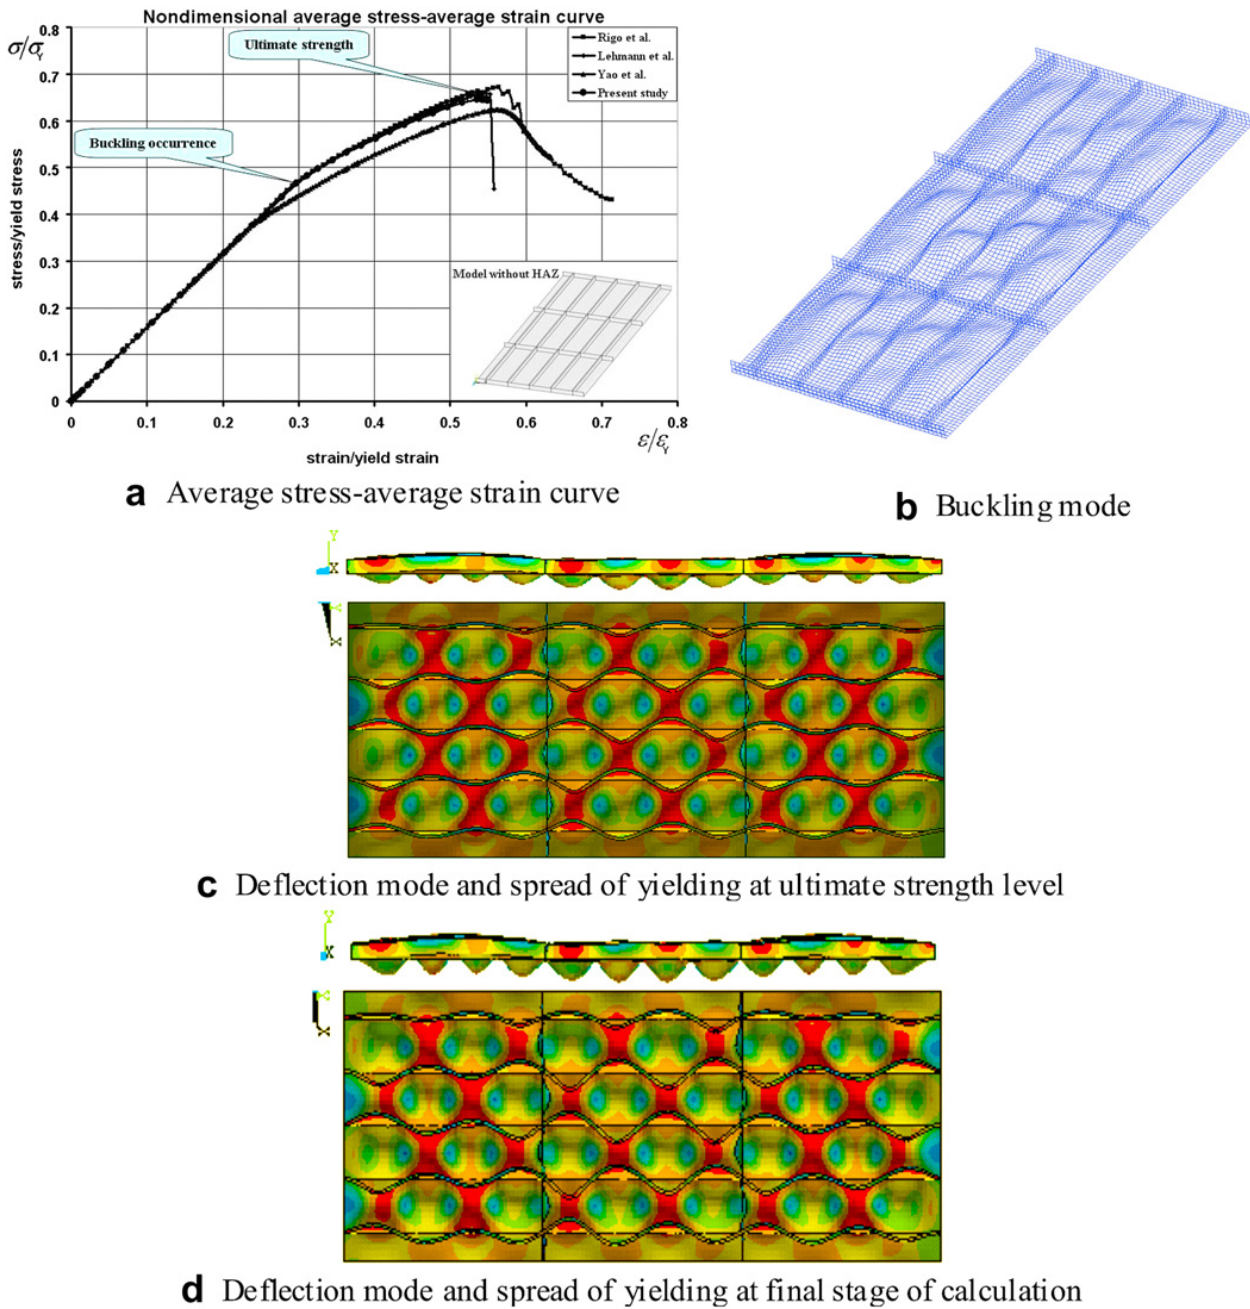 Nondimensional average stress-average strain curve
0.8
σ/σY
0.7
0.6
0.5
0.4
0.3
0.2
0.1
0
stress/yield stress
Ultimate strength
Buckling occurrence
Rigo et al.
Lehmann et al.
Yao et al.
Present study
Model without HAZ
0 0.1 0.2 0.3 0.4 0.5 0.6 0.7 0.8
ε/εY
strain/yield strain
a Average stress-average strain curve
b Buckling mode
Y
X
X
c Deflection mode and spread of yielding at ultimate strength level
Y
X
X
d Deflection mode and spread of yielding at final stage of calculation